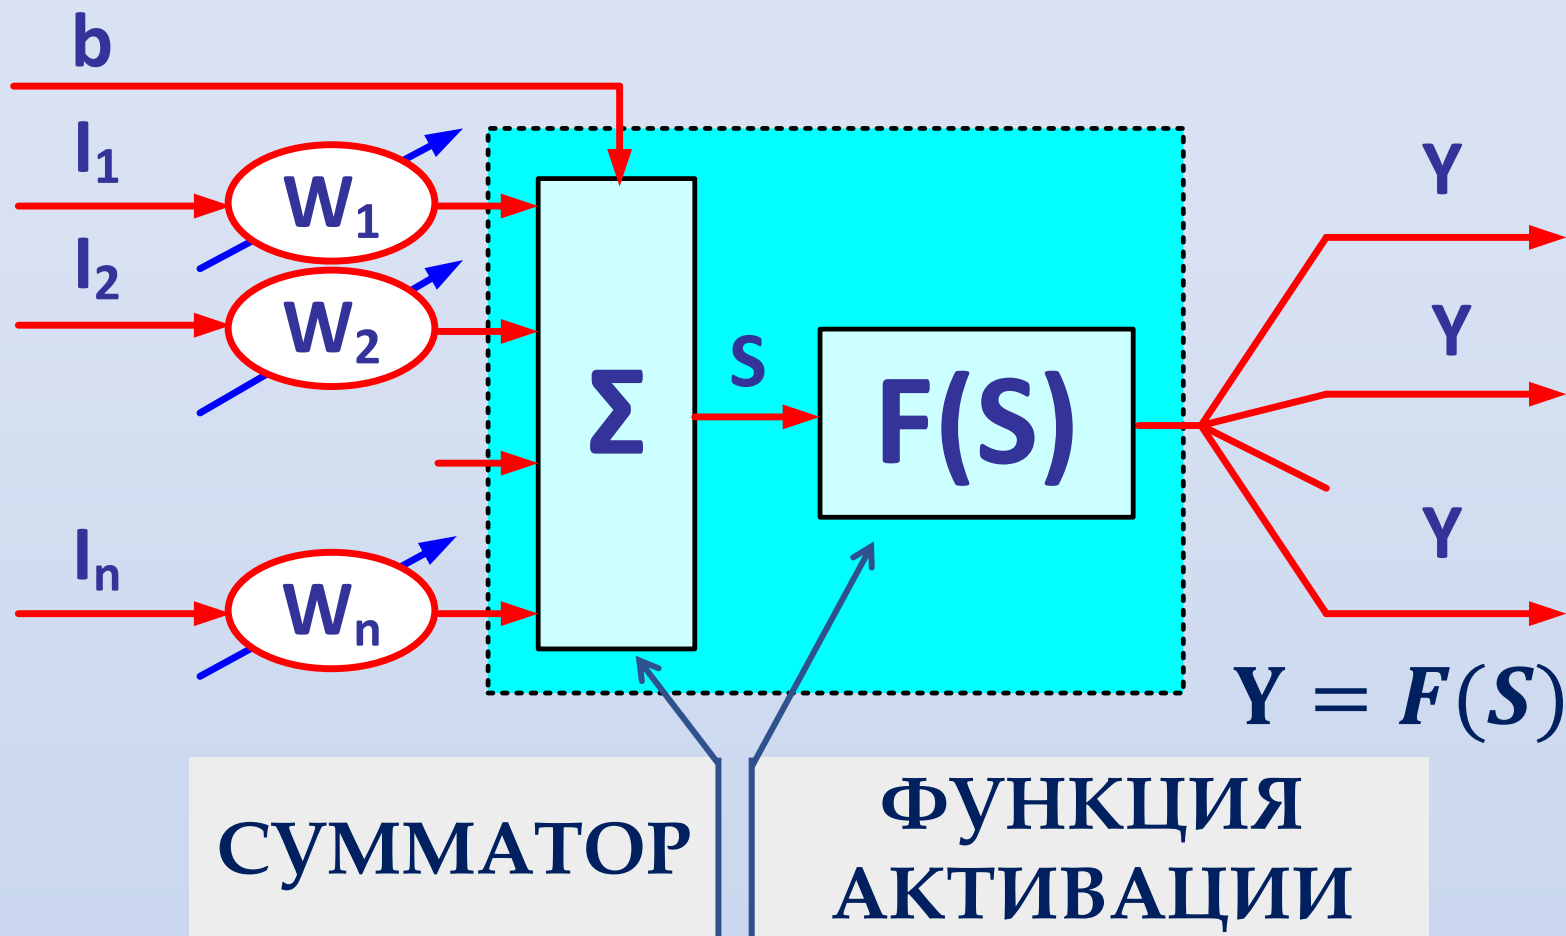 b
I₁
W₁
I₂
W₂
Σ
S
F(S)
Iₙ
Wₙ
Y
Y
Y
Y = F(S)
СУММАТОР
ФУНКЦИЯ
АКТИВАЦИИ